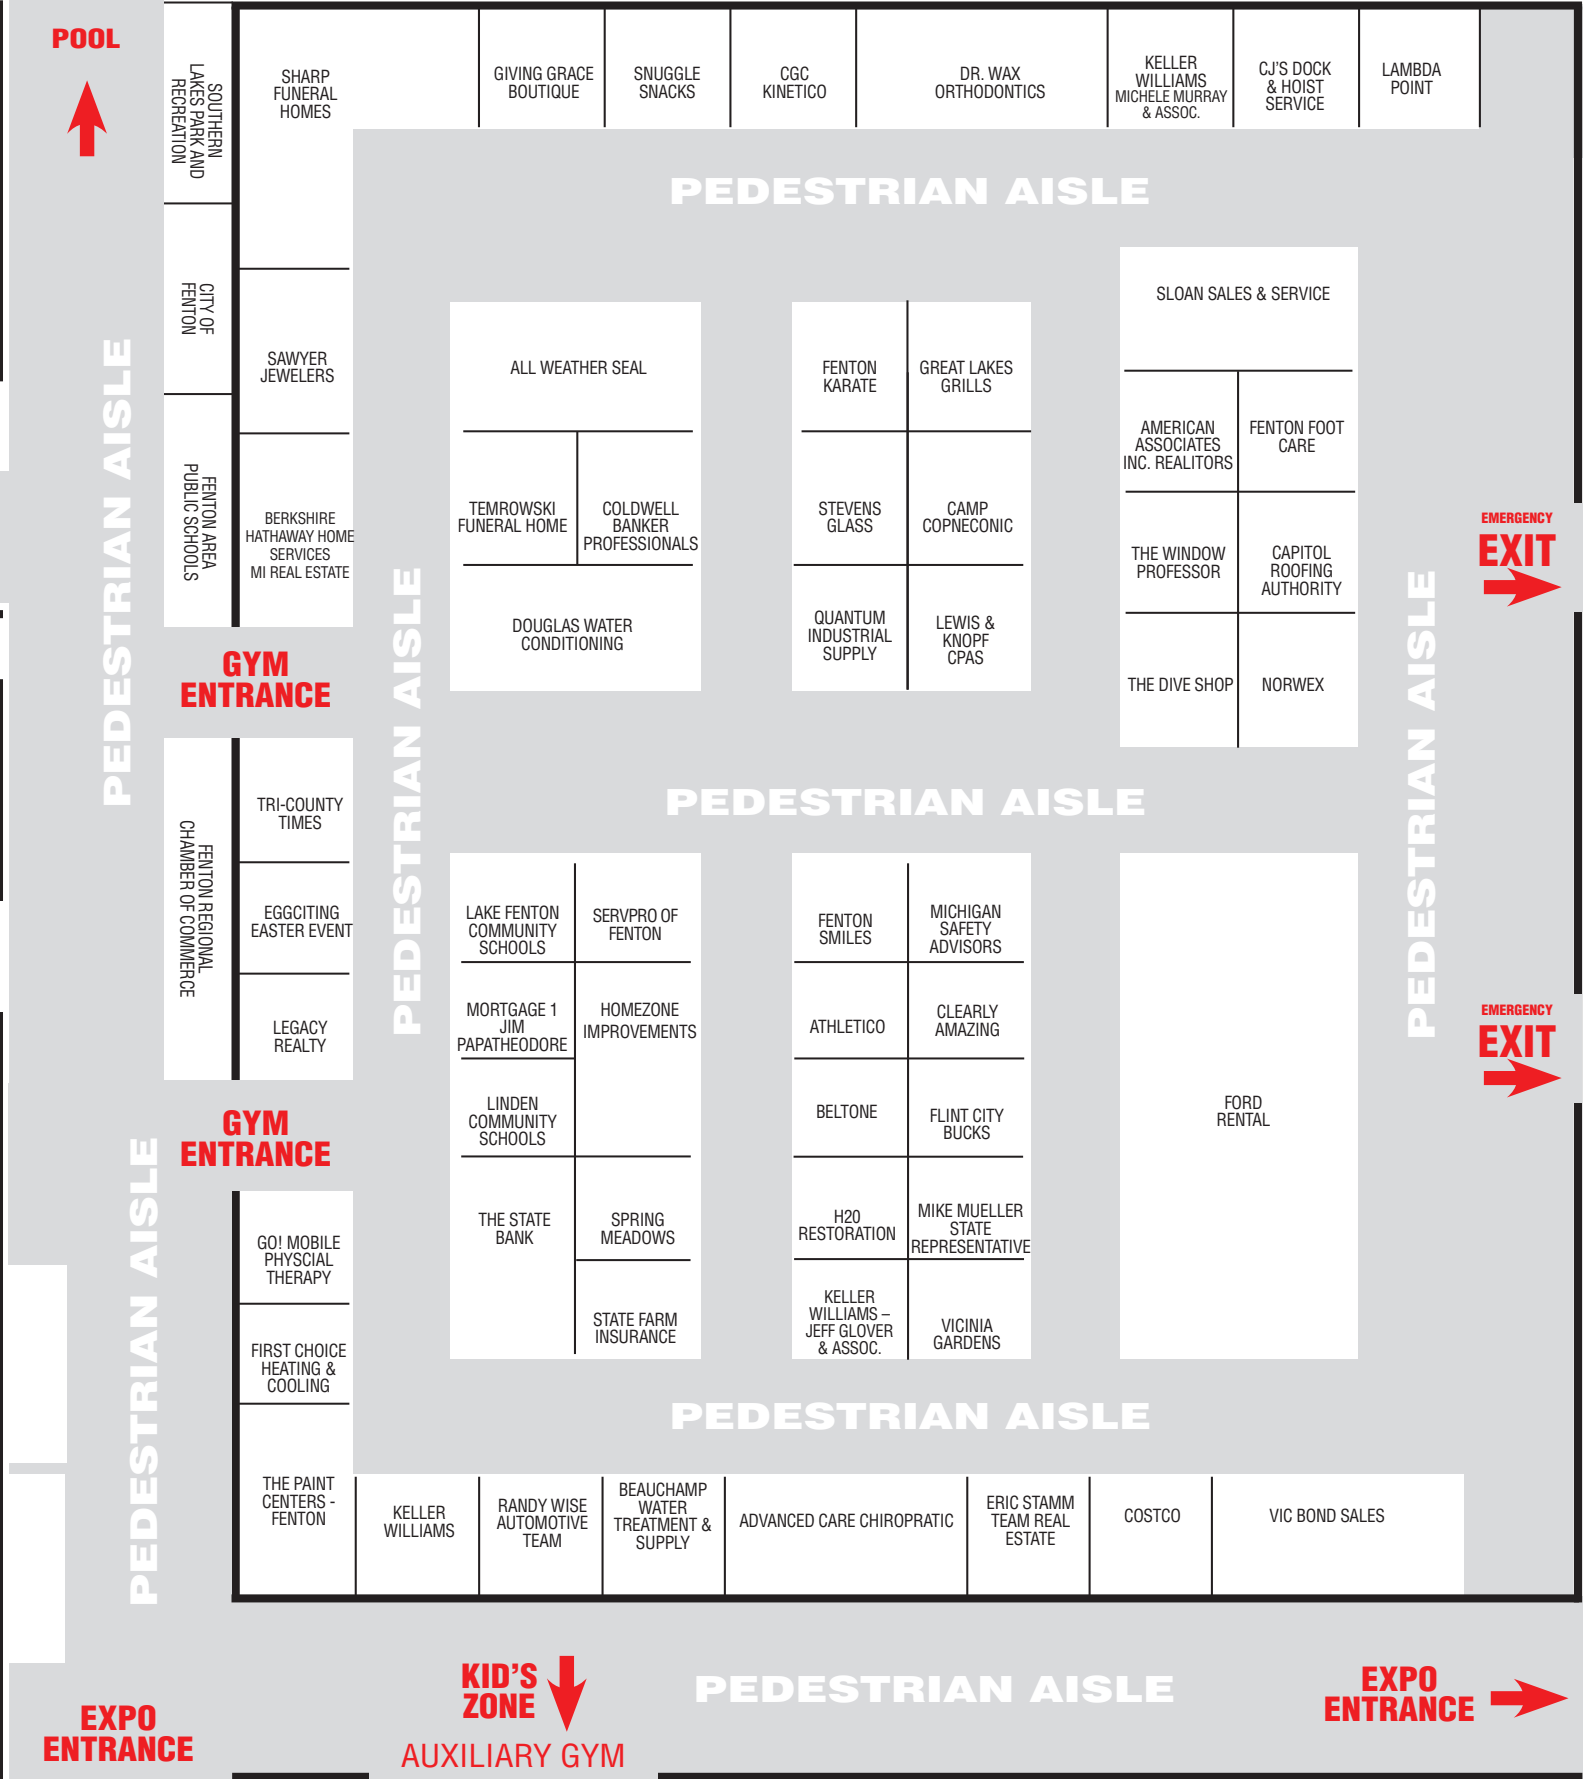 POOL
SOUTHERN
LAKES PARK AND
RECREATION
SHARP
FUNERAL
HOMES
GIVING GRACE
BOUTIQUE
SNUGGLE
SNACKS
CGC
KINETICO
DR. WAX
ORTHODONTICS
KELLER
WILLIAMS
MICHELE MURRAY
& ASSOC.
CJ'S DOCK
& HOIST
SERVICE
LAMBDA
POINT
PEDESTRIAN AISLE
CITY OF
FENTON
SAWYER
JEWELERS
FENTON AREA
PUBLIC SCHOOLS
BERKSHIRE
HATHAWAY HOME
SERVICES
MI REAL ESTATE
PEDESTRIAN AISLE
GYM
ENTRANCE
PEDESTRIAN AISLE
ALL WEATHER SEAL
TEMROWSKI
FUNERAL HOME
COLDWELL
BANKER
PROFESSIONALS
DOUGLAS WATER
CONDITIONING
FENTON
KARATE
GREAT LAKES
GRILLS
STEVENS
GLASS
CAMP
COPNECONIC
QUANTUM
INDUSTRIAL
SUPPLY
LEWIS &
KNOPF
CPAS
SLOAN SALES & SERVICE
AMERICAN
ASSOCIATES
INC. REALITORS
FENTON FOOT
CARE
THE WINDOW
PROFESSOR
CAPITOL
ROOFING
AUTHORITY
THE DIVE SHOP
NORWEX
EMERGENCY
EXIT
PEDESTRIAN AISLE
PEDESTRIAN AISLE
FENTON REGIONAL
CHAMBER OF COMMERCE
TRI-COUNTY
TIMES
EGGCITING
EASTER EVENT
LEGACY
REALTY
GYM
ENTRANCE
LAKE FENTON
COMMUNITY
SCHOOLS
SERVPRO OF
FENTON
MORTGAGE 1
JIM
PAPATHEODORE
HOMEZONE
IMPROVEMENTS
LINDEN
COMMUNITY
SCHOOLS
THE STATE
BANK
SPRING
MEADOWS
STATE FARM
INSURANCE
FENTON
SMILES
MICHIGAN
SAFETY
ADVISORS
ATHLETICO
CLEARLY
AMAZING
BELTONE
FLINT CITY
BUCKS
H20
RESTORATION
MIKE MUELLER
STATE
REPRESENTATIVE
KELLER
WILLIAMS –
JEFF GLOVER
& ASSOC.
VICINIA
GARDENS
FORD
RENTAL
EMERGENCY
EXIT
PEDESTRIAN AISLE
GO! MOBILE
PHYSCIAL
THERAPY
FIRST CHOICE
HEATING &
COOLING
THE PAINT
CENTERS -
FENTON
PEDESTRIAN AISLE
KELLER
WILLIAMS
RANDY WISE
AUTOMOTIVE
TEAM
BEAUCHAMP
WATER
TREATMENT &
SUPPLY
ADVANCED CARE CHIROPRATIC
ERIC STAMM
TEAM REAL
ESTATE
COSTCO
VIC BOND SALES
EXPO
ENTRANCE
KID'S
ZONE
AUXILIARY GYM
PEDESTRIAN AISLE
EXPO
ENTRANCE